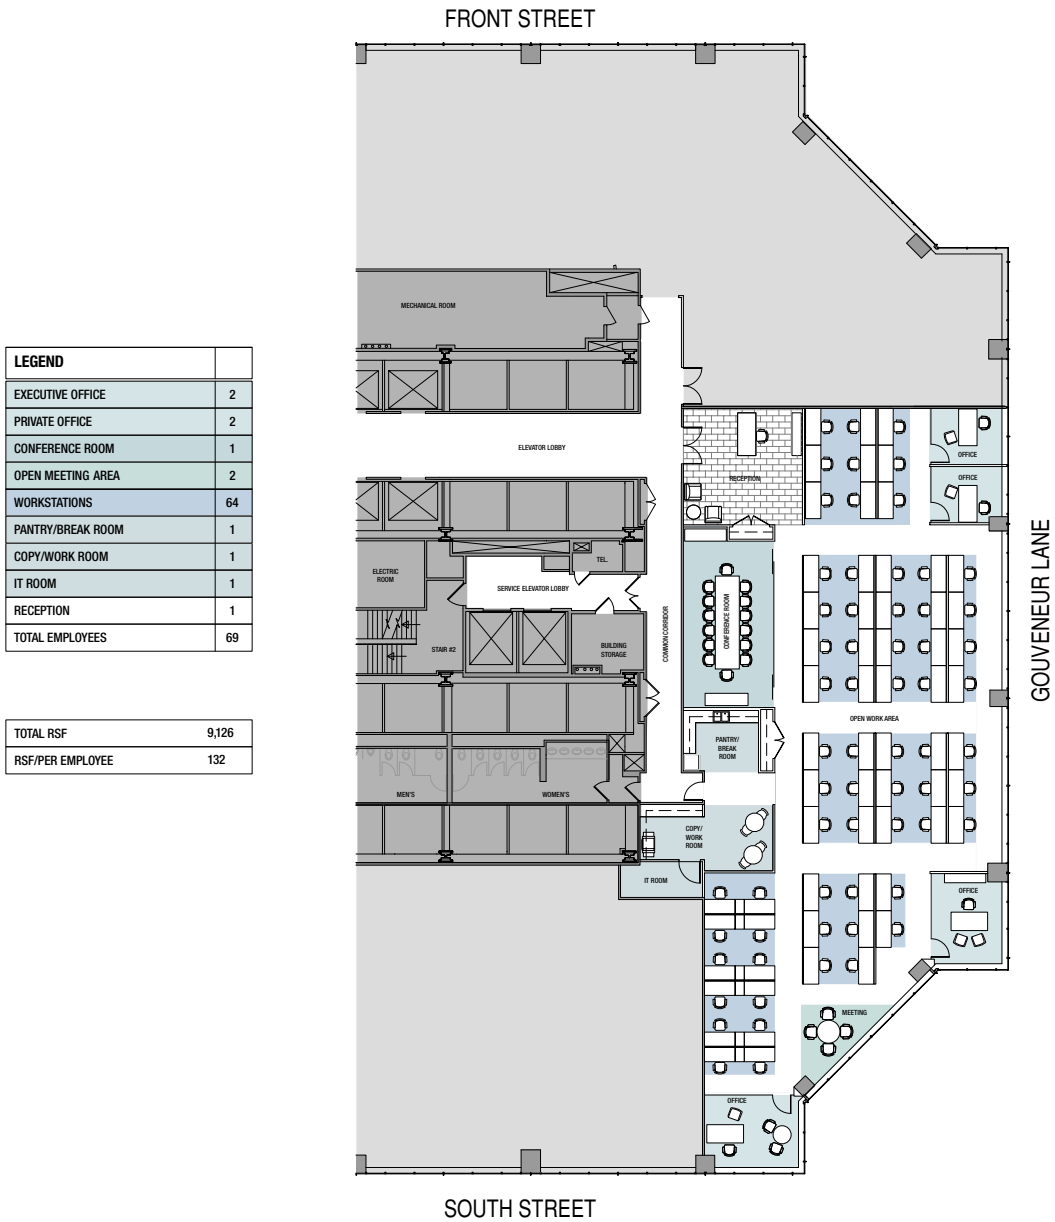 FRONT STREET
MECHANICAL ROOM
LEGEND
EXECUTIVE OFFICE 2
PRIVATE OFFICE 2
CONFERENCE ROOM 1
OPEN MEETING AREA 2
WORKSTATIONS 64
PANTRY/BREAK ROOM 1
COPY/WORK ROOM 1
IT ROOM 1
RECEPTION 1
TOTAL EMPLOYEES 69
TOTAL RSF 9,126
RSF/PER EMPLOYEE 132
ELEVATOR LOBBY
RECEPTION
OFFICE
OFFICE
ELECTRIC
ROOM
TEL.
SERVICE ELEVATOR LOBBY
STAIR #2
BUILDING
STORAGE
COMMON CORRIDOR
CONFERENCE ROOM
GOUVENEUR LANE
OPEN WORK AREA
PANTRY/
BREAK
ROOM
MEN'S
WOMEN'S
COPY/
WORK
ROOM
IT ROOM
OFFICE
MEETING
OFFICE
SOUTH STREET